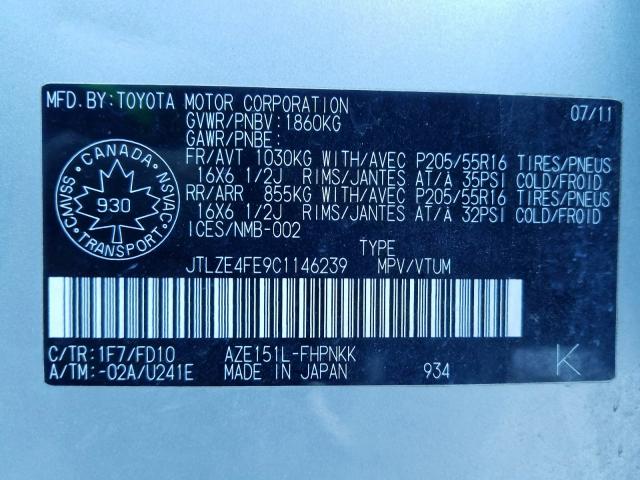 MFD.BY:TOYOTA MOTOR CORPORATION 07/11
GVWR/PNBV:1860KG
GAWR/PNBE:
FR/AVT 1030KG WITH/AVEC P205/55R16 TIRES/PNEUS
16X6 1/2J RIMS/JANTES AT/À 35PSI COLD/FROID
RR/ARR 855KG WITH/AVEC P205/55R16 TIRES/PNEUS
16X6 1/2J RIMS/JANTES AT/À 32PSI COLD/FROID
ICES/NMB-002
CANADA
CMVSS NSVAC
930
TRANSPORT
TYPE
JTLZE4FE9C1146239 MPV/VTUM
C/TR:1F7/FD10 AZE151L-FHPNKK
A/TM:-02A/U241E MADE IN JAPAN 934 K